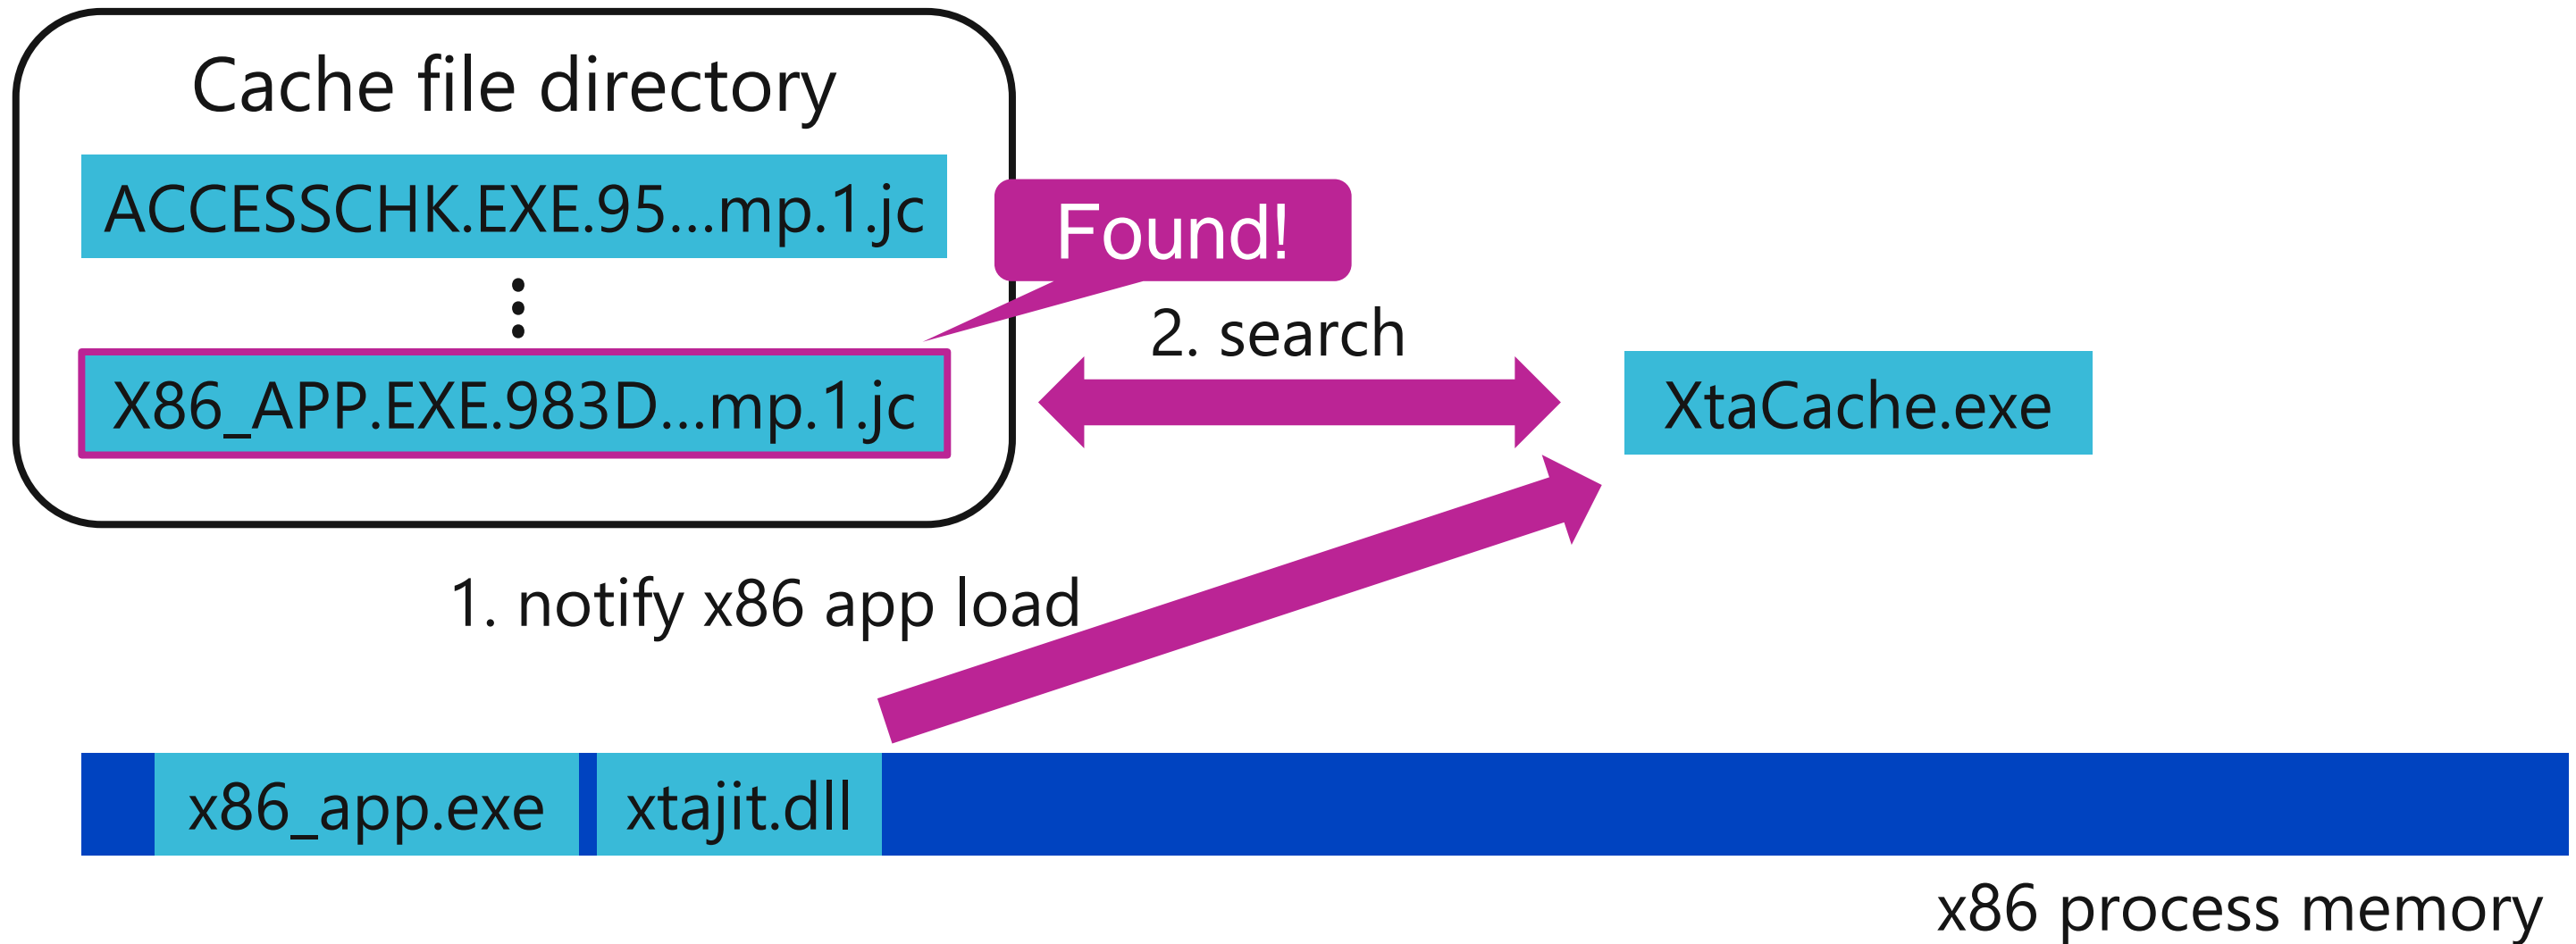 Cache file directory
ACCESSCHK.EXE.95...mp.1.jc
Found!
X86_APP.EXE.983D...mp.1.jc
2. search
XtaCache.exe
1. notify x86 app load
x86_app.exe
xtajit.dll
x86 process memory